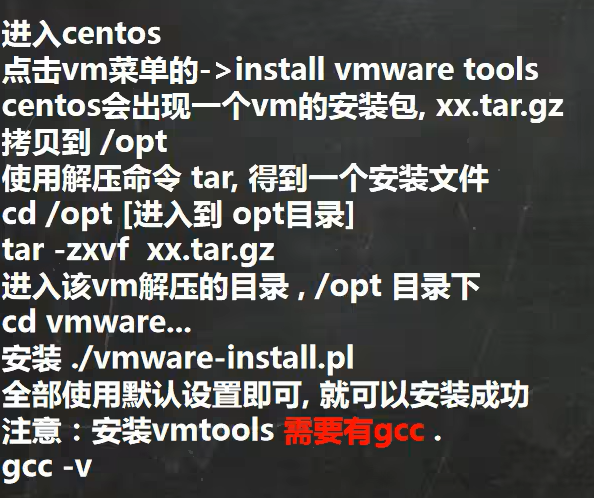 进入centos
点击vm菜单的->install vmware tools
centos会出现一个vm的安装包, xx.tar.gz
拷贝到 /opt
使用解压命令 tar, 得到一个安装文件
cd /opt [进入到 opt目录]
tar -zxvf  xx.tar.gz
进入该vm解压的目录 , /opt 目录下
cd vmware...
安装 ./vmware-install.pl
全部使用默认设置即可, 就可以安装成功
注意：安装vmtools 需要有gcc .
gcc -v